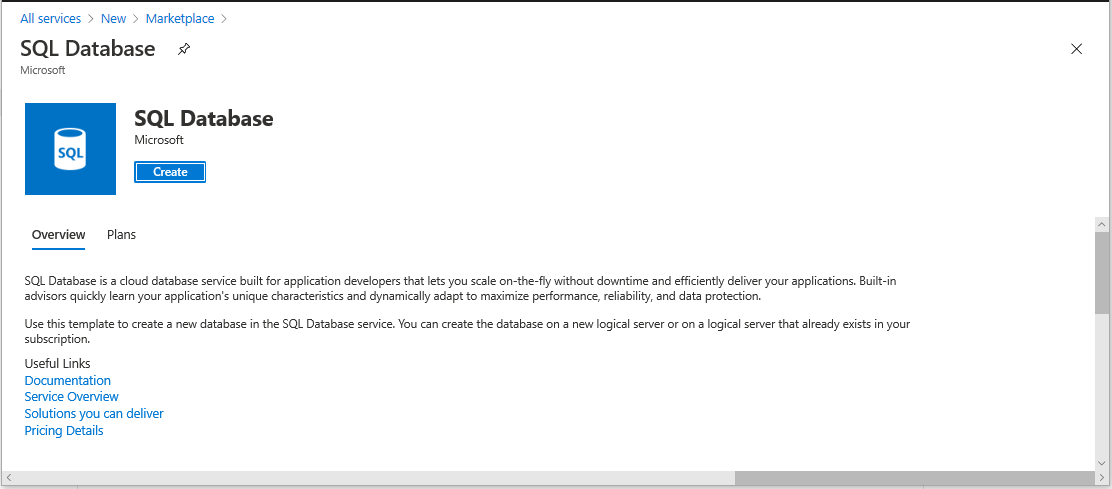 All services > New > Marketplace >
SQL Database
Microsoft
SQL
SQL Database
Microsoft
Create
Overview Plans
SQL Database is a cloud database service built for application developers that lets you scale on-the-fly without downtime and efficiently deliver your applications. Built-in
advisors quickly learn your application's unique characteristics and dynamically adapt to maximize performance, reliability, and data protection.
Use this template to create a new database in the SQL Database service. You can create the database on a new logical server or on a logical server that already exists in your
subscription.
Useful Links
Documentation
Service Overview
Solutions you can deliver
Pricing Details